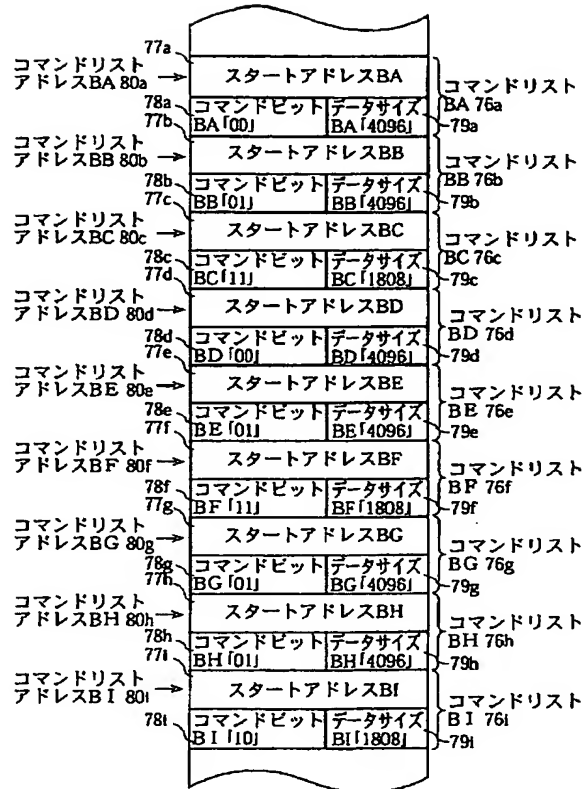 77a
コマンドリスト
アドレスBA 80a
スタートアドレスBA
コマンドリスト
BA 76a
78a
コマンドビット
BA「00」
データサイズ
BA「4096」
79a
77b
コマンドリスト
アドレスBB 80b
スタートアドレスBB
コマンドリスト
BB 76b
78b
コマンドビット
BB「01」
データサイズ
BB「4096」
79b
77c
コマンドリスト
アドレスBC 80c
スタートアドレスBC
コマンドリスト
BC 76c
78c
コマンドビット
BC「11」
データサイズ
BC「1808」
79c
77d
コマンドリスト
アドレスBD 80d
スタートアドレスBD
コマンドリスト
BD 76d
78d
コマンドビット
BD「00」
データサイズ
BD「4096」
79d
77e
コマンドリスト
アドレスBE 80e
スタートアドレスBE
コマンドリスト
BE 76e
78e
コマンドビット
BE「01」
データサイズ
BE「4096」
79e
77f
コマンドリスト
アドレスBF 80f
スタートアドレスBF
コマンドリスト
BF 76f
78f
コマンドビット
BF「11」
データサイズ
BF「1808」
79f
77g
コマンドリスト
アドレスBG 80g
スタートアドレスBG
コマンドリスト
BG 76g
78g
コマンドビット
BG「01」
データサイズ
BG「4096」
79g
77h
コマンドリスト
アドレスBH 80h
スタートアドレスBH
コマンドリスト
BH 76h
78h
コマンドビット
BH「01」
データサイズ
BH「4096」
79h
77i
コマンドリスト
アドレスBI 80i
スタートアドレスBI
コマンドリスト
BI 76i
78i
コマンドビット
BI「10」
データサイズ
BI「1808」
79i